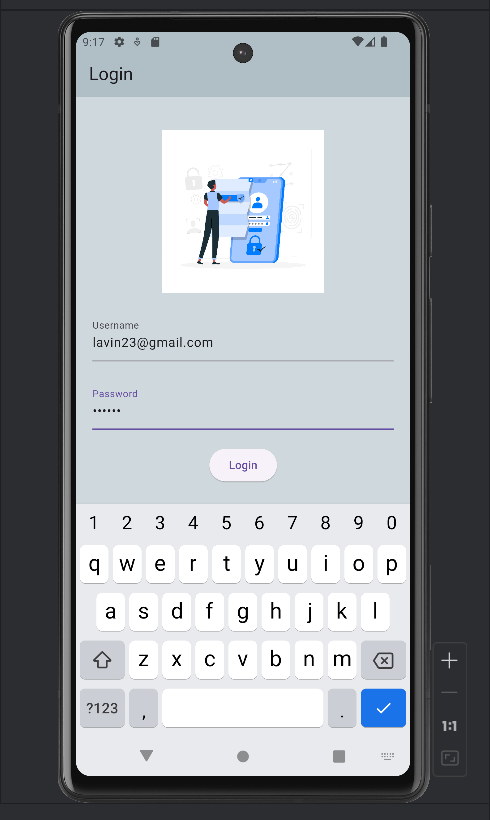 9:17
Login
Username
lavin23@gmail.com
Password
••••••
Login
1 2 3 4 5 6 7 8 9 0
q w e r t y u i o p
a s d f g h j k l
z x c v b n m
?123 , .
1:1